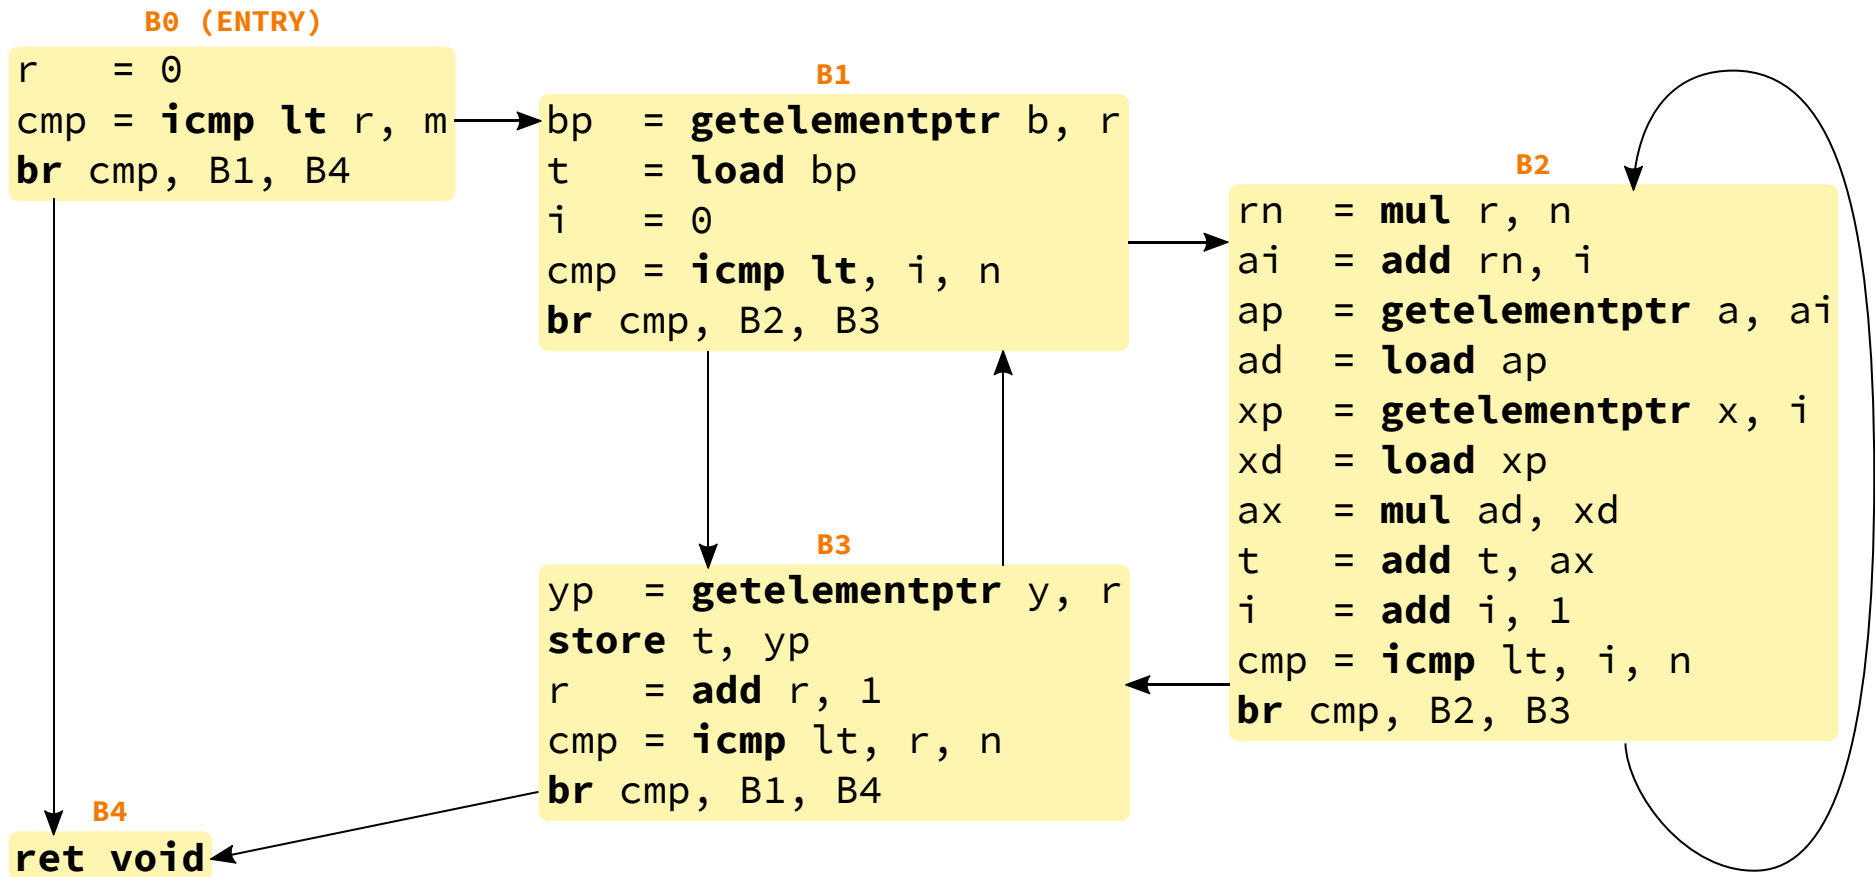 B0 (ENTRY)
r = 0
cmp = icmp lt r, m
br cmp, B1, B4
B1
bp = getelementptr b, r
t = load bp
i = 0
cmp = icmp lt, i, n
br cmp, B2, B3
B2
rn = mul r, n
ai = add rn, i
ap = getelementptr a, ai
ad = load ap
xp = getelementptr x, i
xd = load xp
ax = mul ad, xd
t = add t, ax
i = add i, 1
cmp = icmp lt, i, n
br cmp, B2, B3
B3
yp = getelementptr y, r
store t, yp
r = add r, 1
cmp = icmp lt, r, n
br cmp, B1, B4
B4
ret void